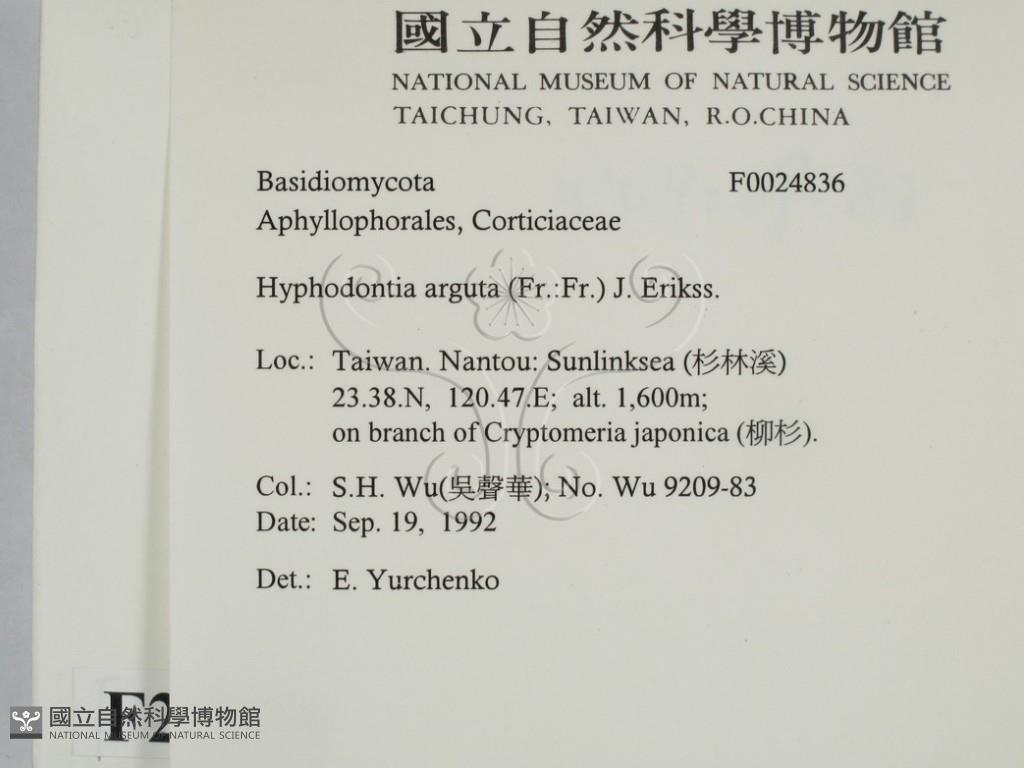 國立自然科學博物館
NATIONAL MUSEUM OF NATURAL SCIENCE
TAICHUNG, TAIWAN, R.O.CHINA
Basidiomycota F0024836
Aphyllophorales, Corticiaceae
Hyphodontia arguta (Fr.:Fr.) J. Erikss.
Loc.: Taiwan. Nantou: Sunlinksea (杉林溪)
23.38.N, 120.47.E; alt. 1,600m;
on branch of Cryptomeria japonica (柳杉).
Col.: S.H. Wu(吳聲華); No. Wu 9209-83
Date: Sep. 19, 1992
Det.: E. Yurchenko
F2
國立自然科學博物館
NATIONAL MUSEUM OF NATURAL SCIENCE